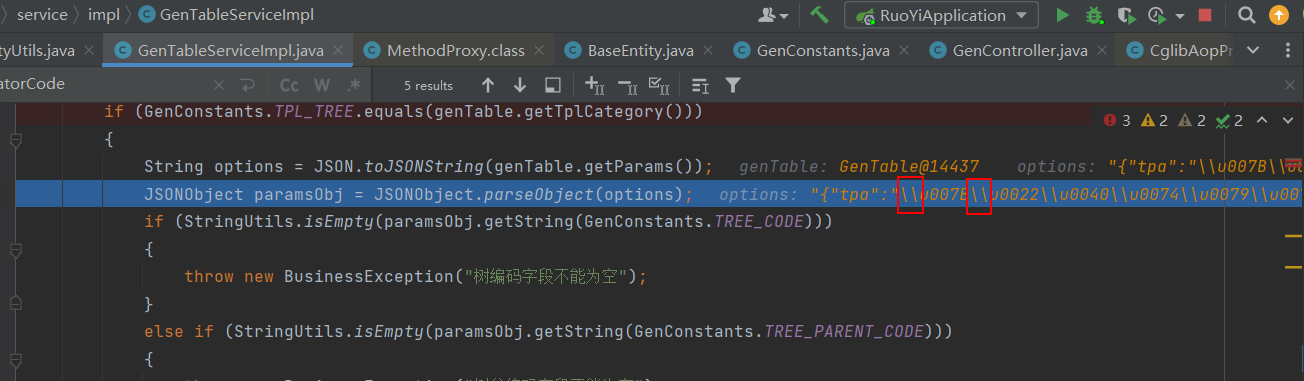 service impl GenTableServiceImpl RuoYiApplication
tyUtils.java GenTableServiceImpl.java MethodProxy.class BaseEntity.java GenConstants.java GenController.java CglibAopPr
atorCode Cc W .* 5 results
if (GenConstants.TPL_TREE.equals(genTable.getTplCategory())) 3 2 2 2
{
String options = JSON.toJSONString(genTable.getParams()); genTable: GenTable@14437 options: "{"tpa":"\\u007B\\u0
JSONObject paramsObj = JSONObject.parseObject(options); options: "{"tpa":"\\u007B\\u0022\\u0040\\u0074\\u0079\\u00
if (StringUtils.isEmpty(paramsObj.getString(GenConstants.TREE_CODE)))
{
throw new BusinessException("树编码字段不能为空");
}
else if (StringUtils.isEmpty(paramsObj.getString(GenConstants.TREE_PARENT_CODE)))
{